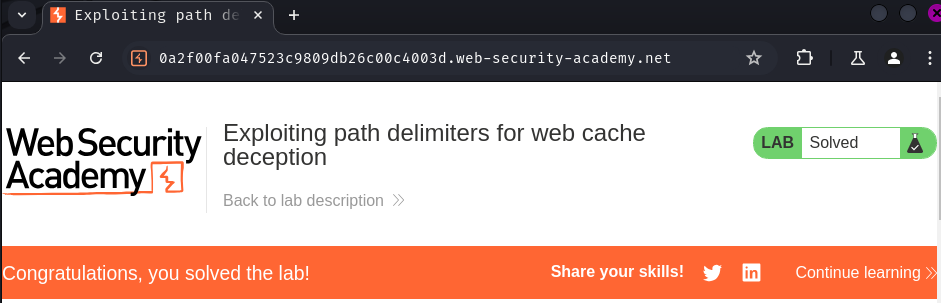 Exploiting path de
0a2f00fa047523c9809db26c00c4003d.web-security-academy.net
Web Security
Academy
Exploiting path delimiters for web cache
deception
LAB Solved
Back to lab description
Congratulations, you solved the lab!
Share your skills!
Continue learning